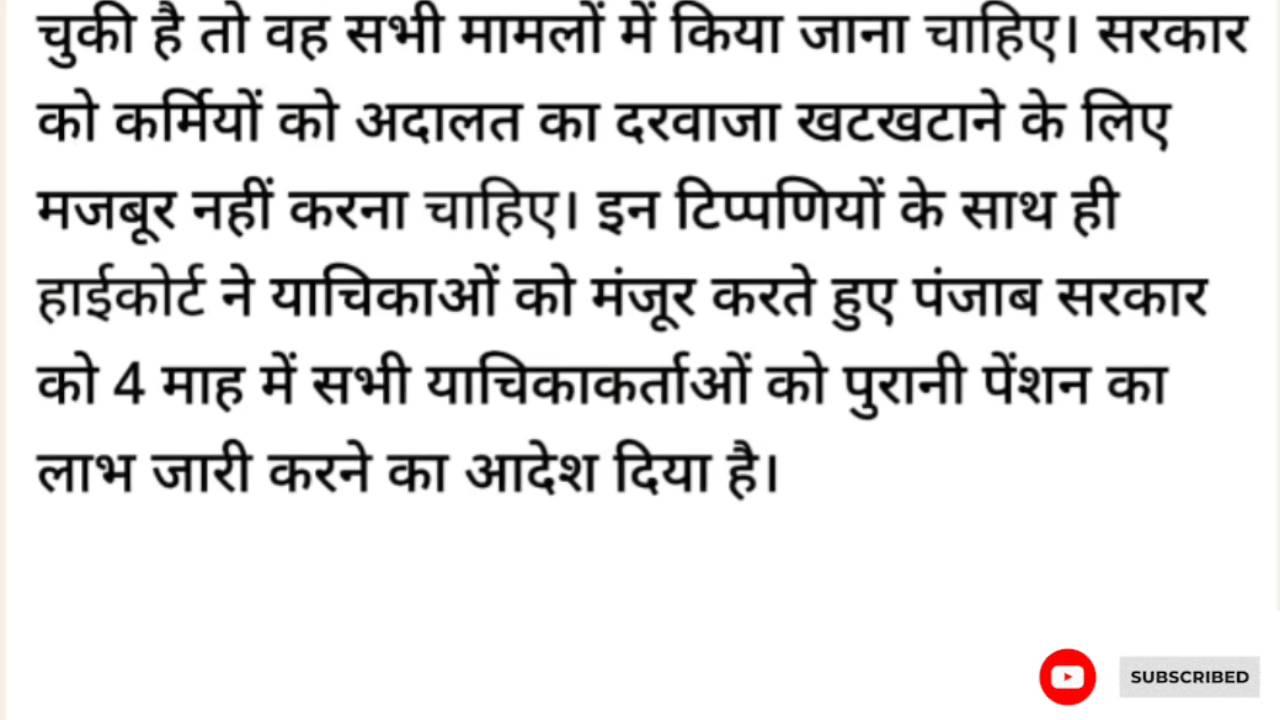 चुकी है तो वह सभी मामलों में किया जाना चाहिए। सरकार
को कर्मियों को अदालत का दरवाजा खटखटाने के लिए
मजबूर नहीं करना चाहिए। इन टिप्पणियों के साथ ही
हाईकोर्ट ने याचिकाओं को मंजूर करते हुए पंजाब सरकार
को 4 माह में सभी याचिकाकर्ताओं को पुरानी पेंशन का
लाभ जारी करने का आदेश दिया है।
SUBSCRIBED